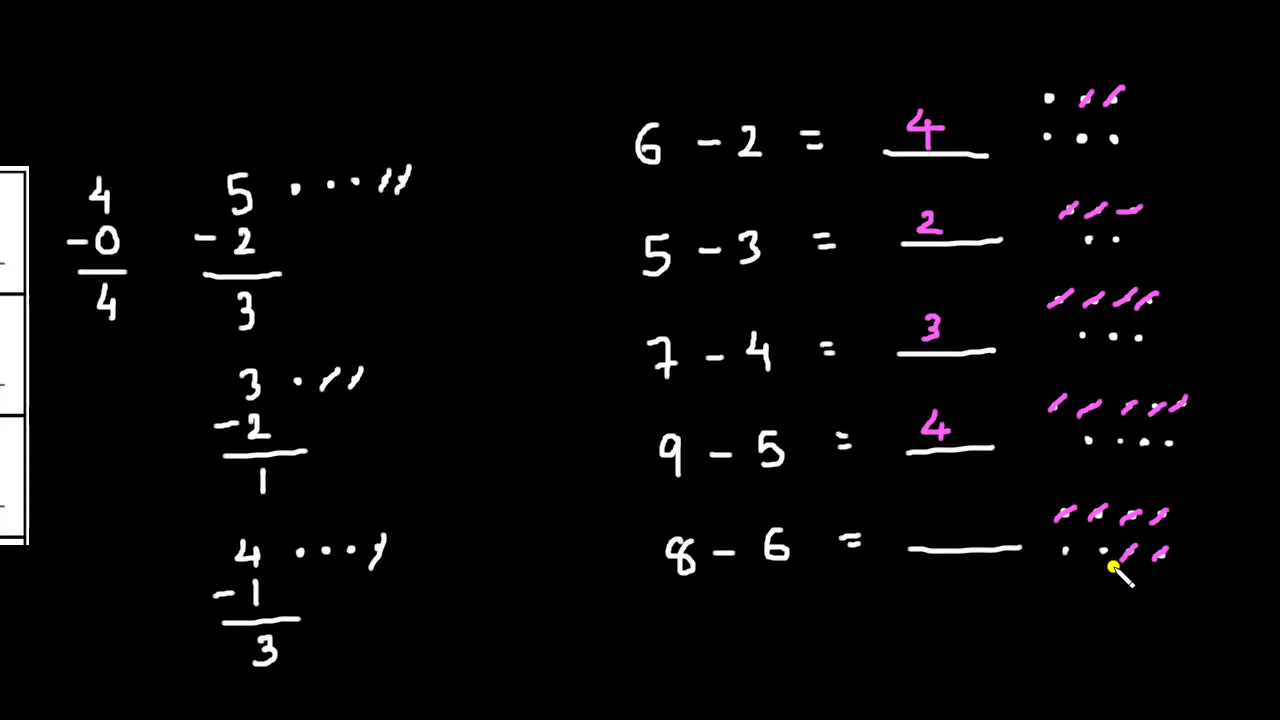 4
-0
4
5
-2
3
3
-2
1
4
-1
3
6 - 2 = 4
5 - 3 = 2
7 - 4 = 3
9 - 5 = 4
8 - 6 =